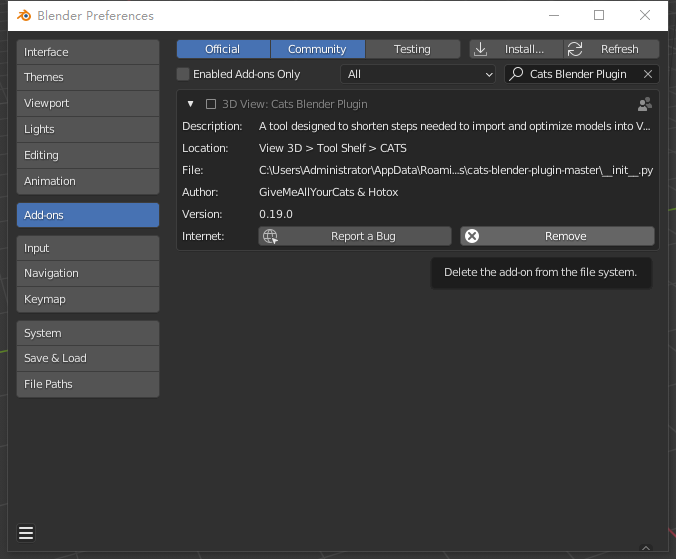 Blender Preferences
Interface
Themes
Viewport
Lights
Editing
Animation
Add-ons
Input
Navigation
Keymap
System
Save & Load
File Paths
Official Community Testing Install... Refresh
Enabled Add-ons Only All Cats Blender Plugin
3D View: Cats Blender Plugin
Description: A tool designed to shorten steps needed to import and optimize models into V...
Location: View 3D > Tool Shelf > CATS
File: C:\Users\Administrator\AppData\Roami...s\cats-blender-plugin-master\__init__.py
Author: GiveMeAllYourCats & Hotox
Version: 0.19.0
Internet: Report a Bug Remove
Delete the add-on from the file system.